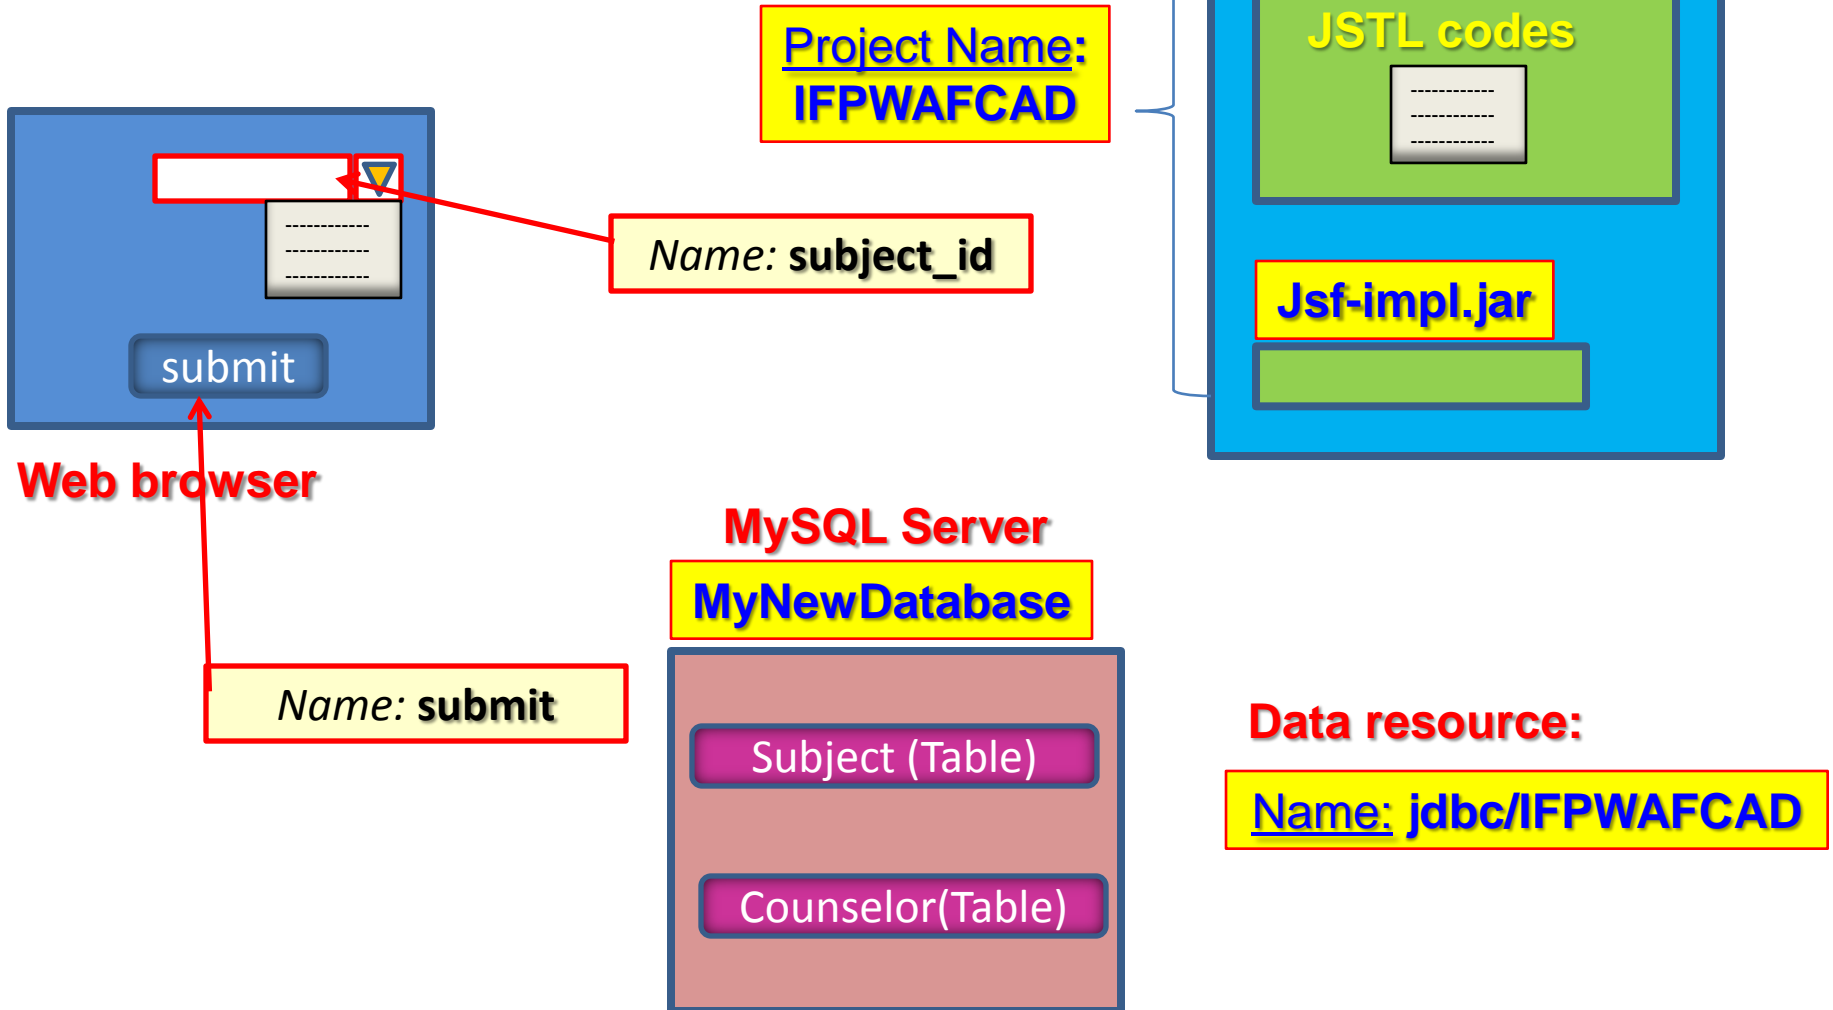 JSTL codes
------------
------------
------------
Project Name:
IFPWAFCAD
------------
------------
------------
Name: subject_id
Jsf-impl.jar
submit
Web browser
MySQL Server
MyNewDatabase
Name: submit
Subject (Table)
Data resource:
Name: jdbc/IFPWAFCAD
Counselor(Table)